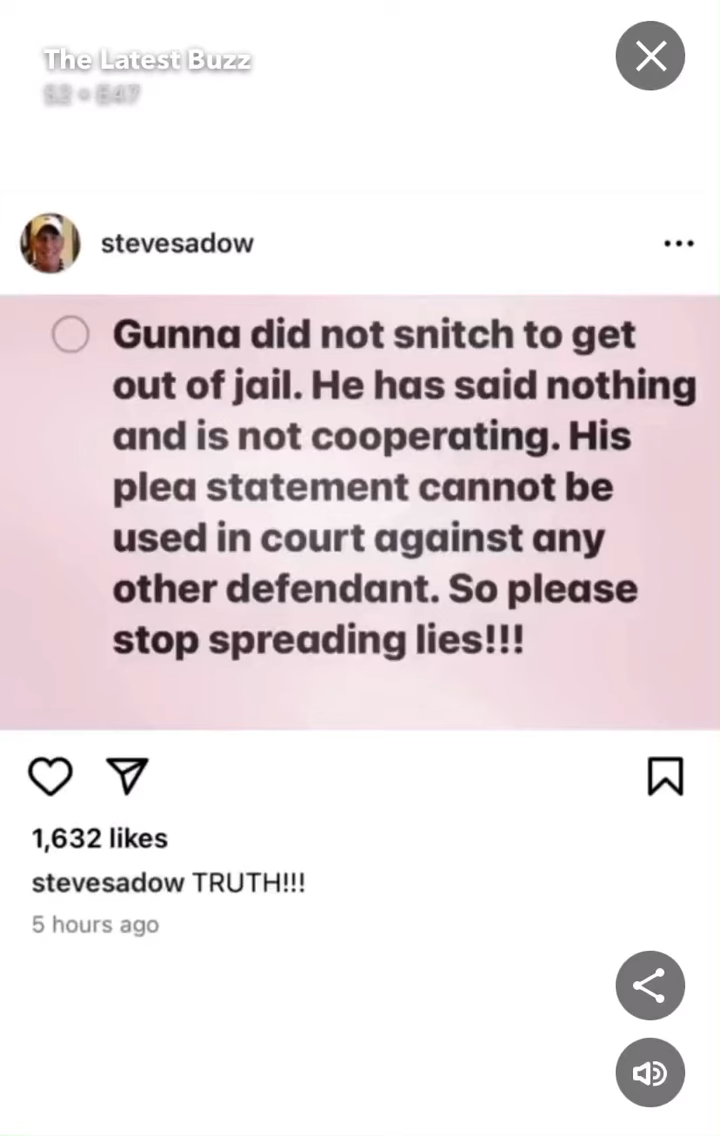 The Latest Buzz
stevesadow
Gunna did not snitch to get
out of jail. He has said nothing
and is not cooperating. His
plea statement cannot be
used in court against any
other defendant. So please
stop spreading lies!!!
1,632 likes
stevesadow TRUTH!!!
5 hours ago